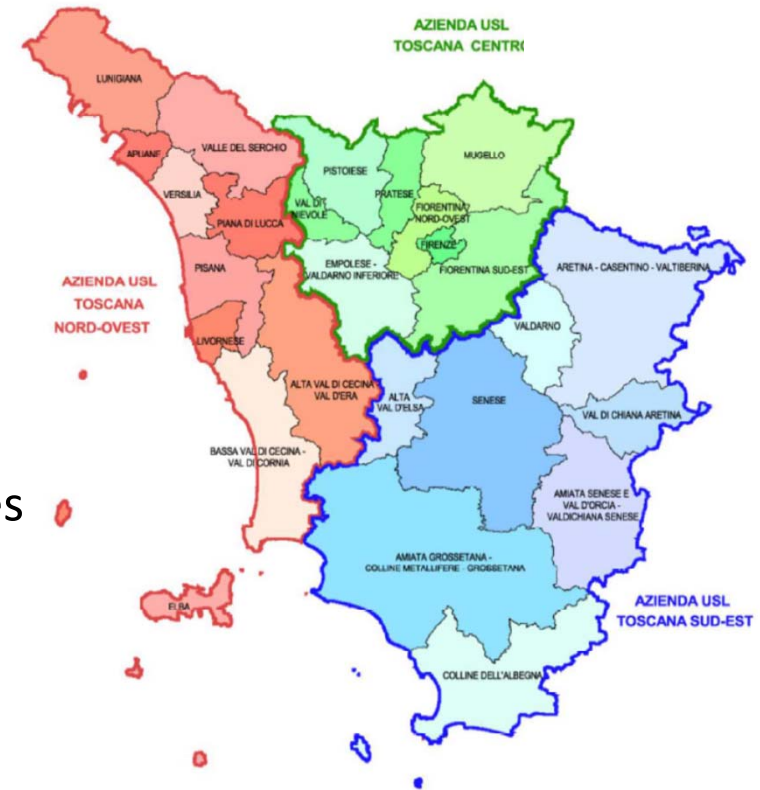 AZIENDA USL
TOSCANA CENTR
LUNIGIANA
APUANE
VALLE DEL SERCHIO
VERSILIA
PIANA DI LUCCA
PISANA
LIVORNESE
ALTA VAL DI CECINA
VAL D'ERA
BASSA VAL DI CECINA -
VAL DI CORNIA
ELBA
AZIENDA USL
TOSCANA
NORD-OVEST
PISTOIESE
VAL DI
NIEVOLE
PRATESE
MUGELLO
FIORENTINA
NORD-OVEST
FIRENZE
EMPOLESE -
VALDARNO INFERIORE
FIORENTINA SUD-EST
ARETINA - CASENTINO - VALTIBERINA
VALDARNO
ALTA
VAL D'ELSA
SENESE
VAL DI CHIANA ARETINA
AMIATA SENESE E
VAL D'ORCIA -
VALDICHIANA SENESE
AMIATA GROSSETANA -
COLLINE METALLIFERE - GROSSETANA
COLLINE DELL'ALBEGNA
AZIENDA USL
TOSCANA SUD-EST
es